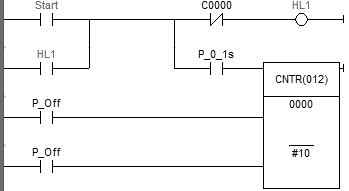 Start C0000 HL1
HL1 P_0_1s
CNTR(012)
P_Off 0000
P_Off #10